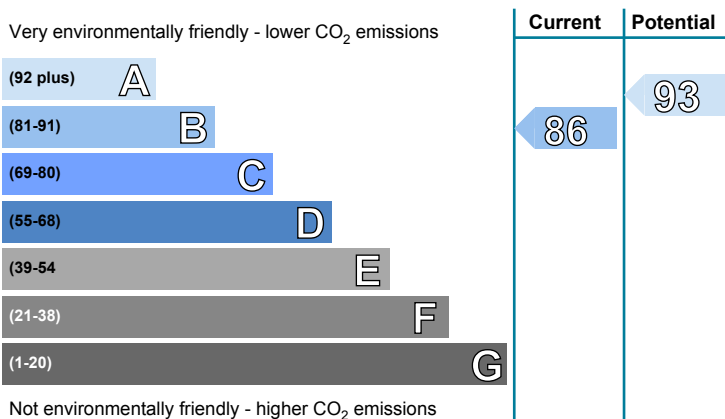 Very environmentally friendly - lower CO2 emissions
Current
Potential
(92 plus) A
93
(81-91) B
86
(69-80) C
(55-68) D
(39-54 E
(21-38) F
(1-20) G
Not environmentally friendly - higher CO2 emissions